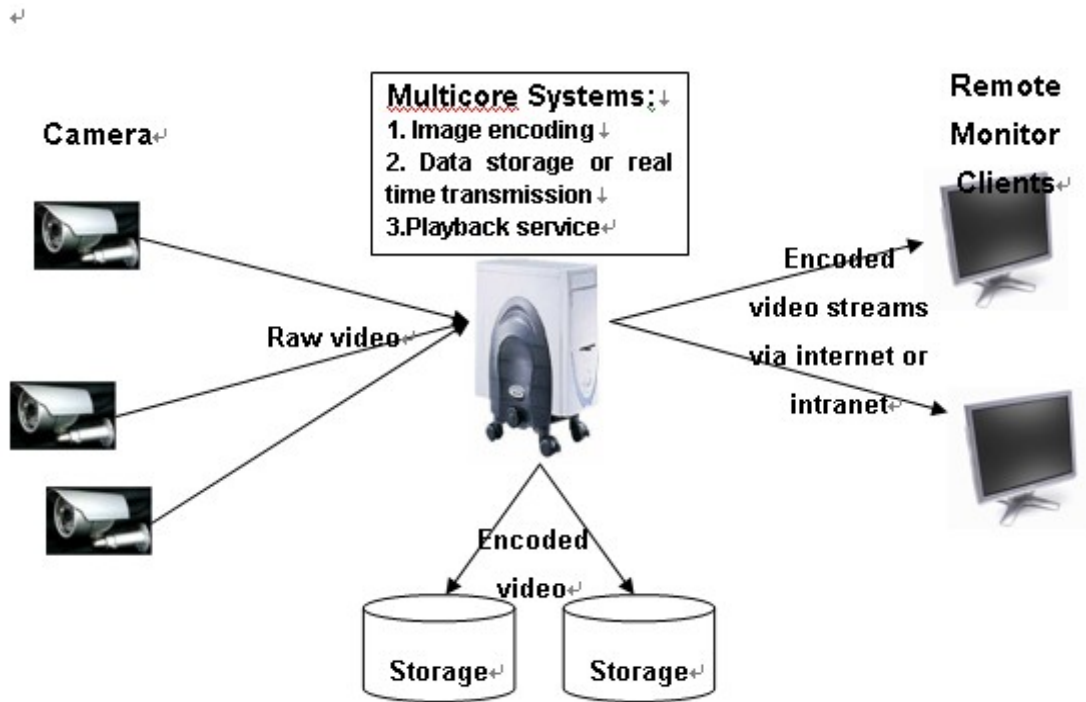 Camera
Multicore Systems:
1. Image encoding
2. Data storage or real
time transmission
3.Playback service
Remote
Monitor
Clients
Raw video
Encoded
video streams
via internet or
intranet
Encoded
video
Storage
Storage